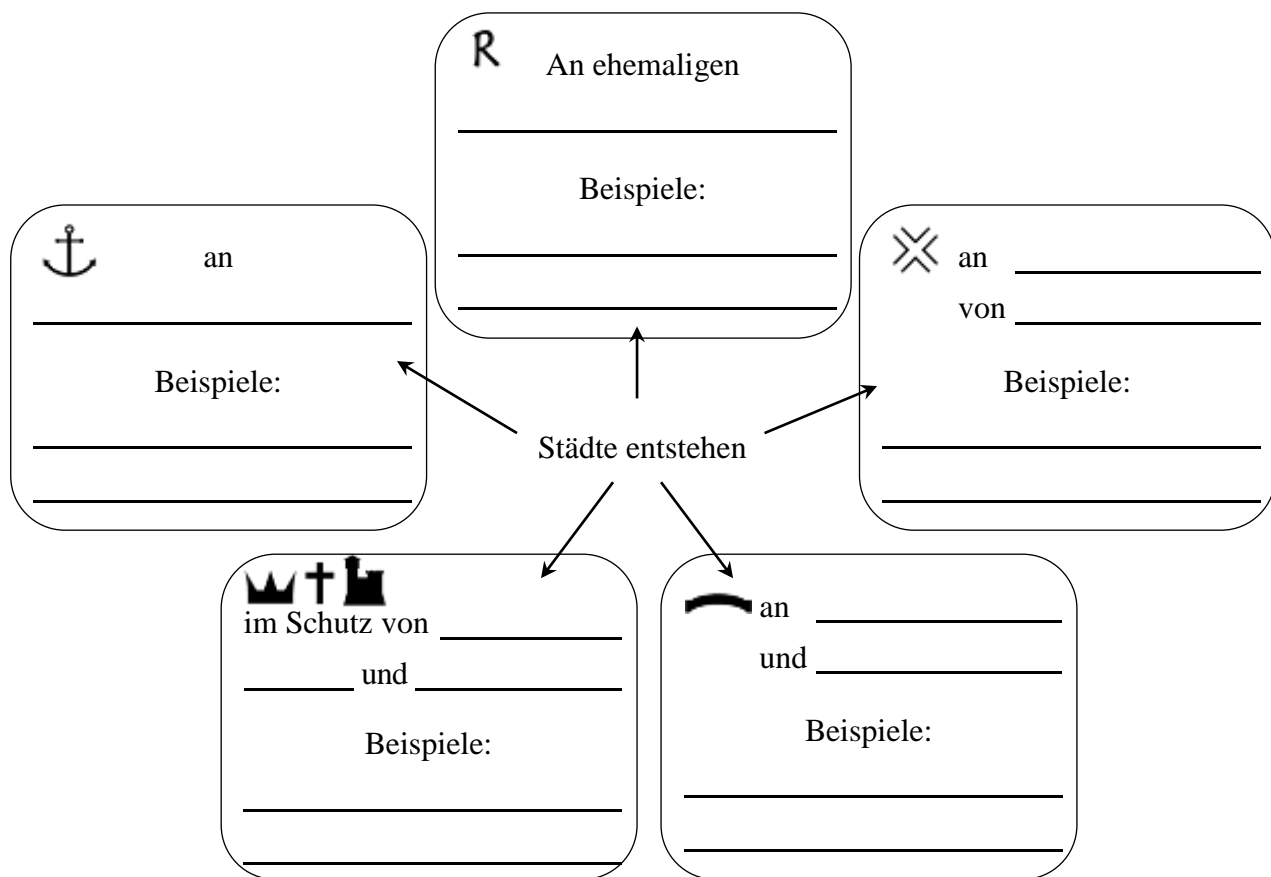 R An ehemaligen
Beispiele:
an
Beispiele:
an
von
Beispiele:
Städte entstehen
im Schutz von
und
Beispiele:
an
und
Beispiele: